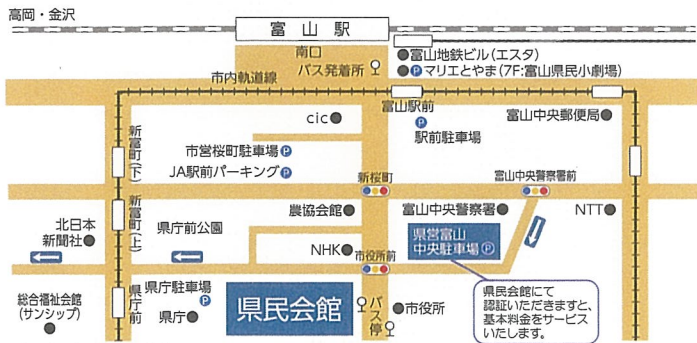 高岡・金沢
富山駅
南口
バス発着所
●富山地鉄ビル(エスタ)
●Ⓟマリエとやま(7F:富山県民小劇場)
市内軌道線
富山駅前
Ⓟ
駅前駐車場
富山中央郵便局●
cic●
新富町(下)
市営桜町駐車場Ⓟ
JA駅前パーキングⓅ
新桜町
富山中央警察署前
新富町(上)
北日本
新聞社●
県庁前公園
農協会館●
富山中央警察署●
NTT●
県営富山
中央駐車場Ⓟ
NHK●
市役所前
県庁前
総合福祉会館
(サンシップ)
県庁駐車場
Ⓟ
県庁●
県民会館
バス停
●市役所
県民会館にて
認証いただきますと、
基本料金をサービス
いたします。